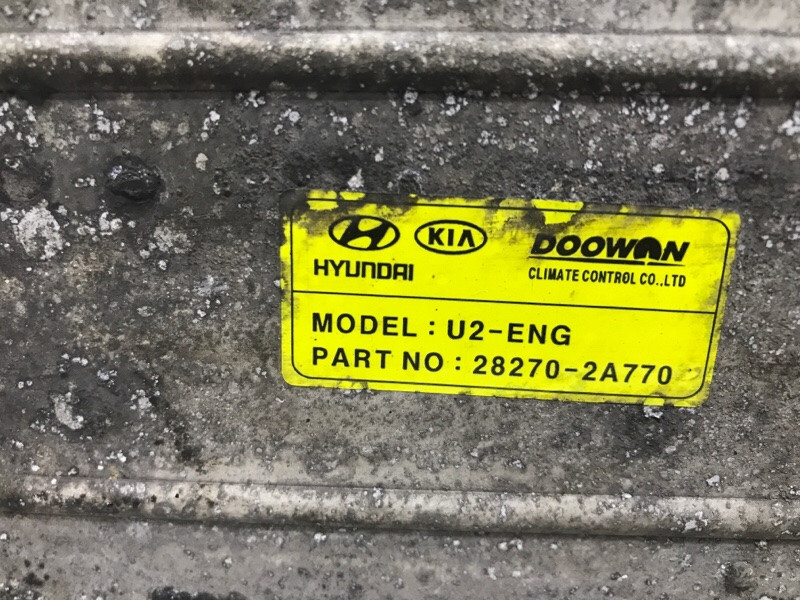 KIA
HYUNDAI
DOOWON
CLIMATE CONTROL CO.,LTD
MODEL : U2-ENG
PART NO : 28270-2A770